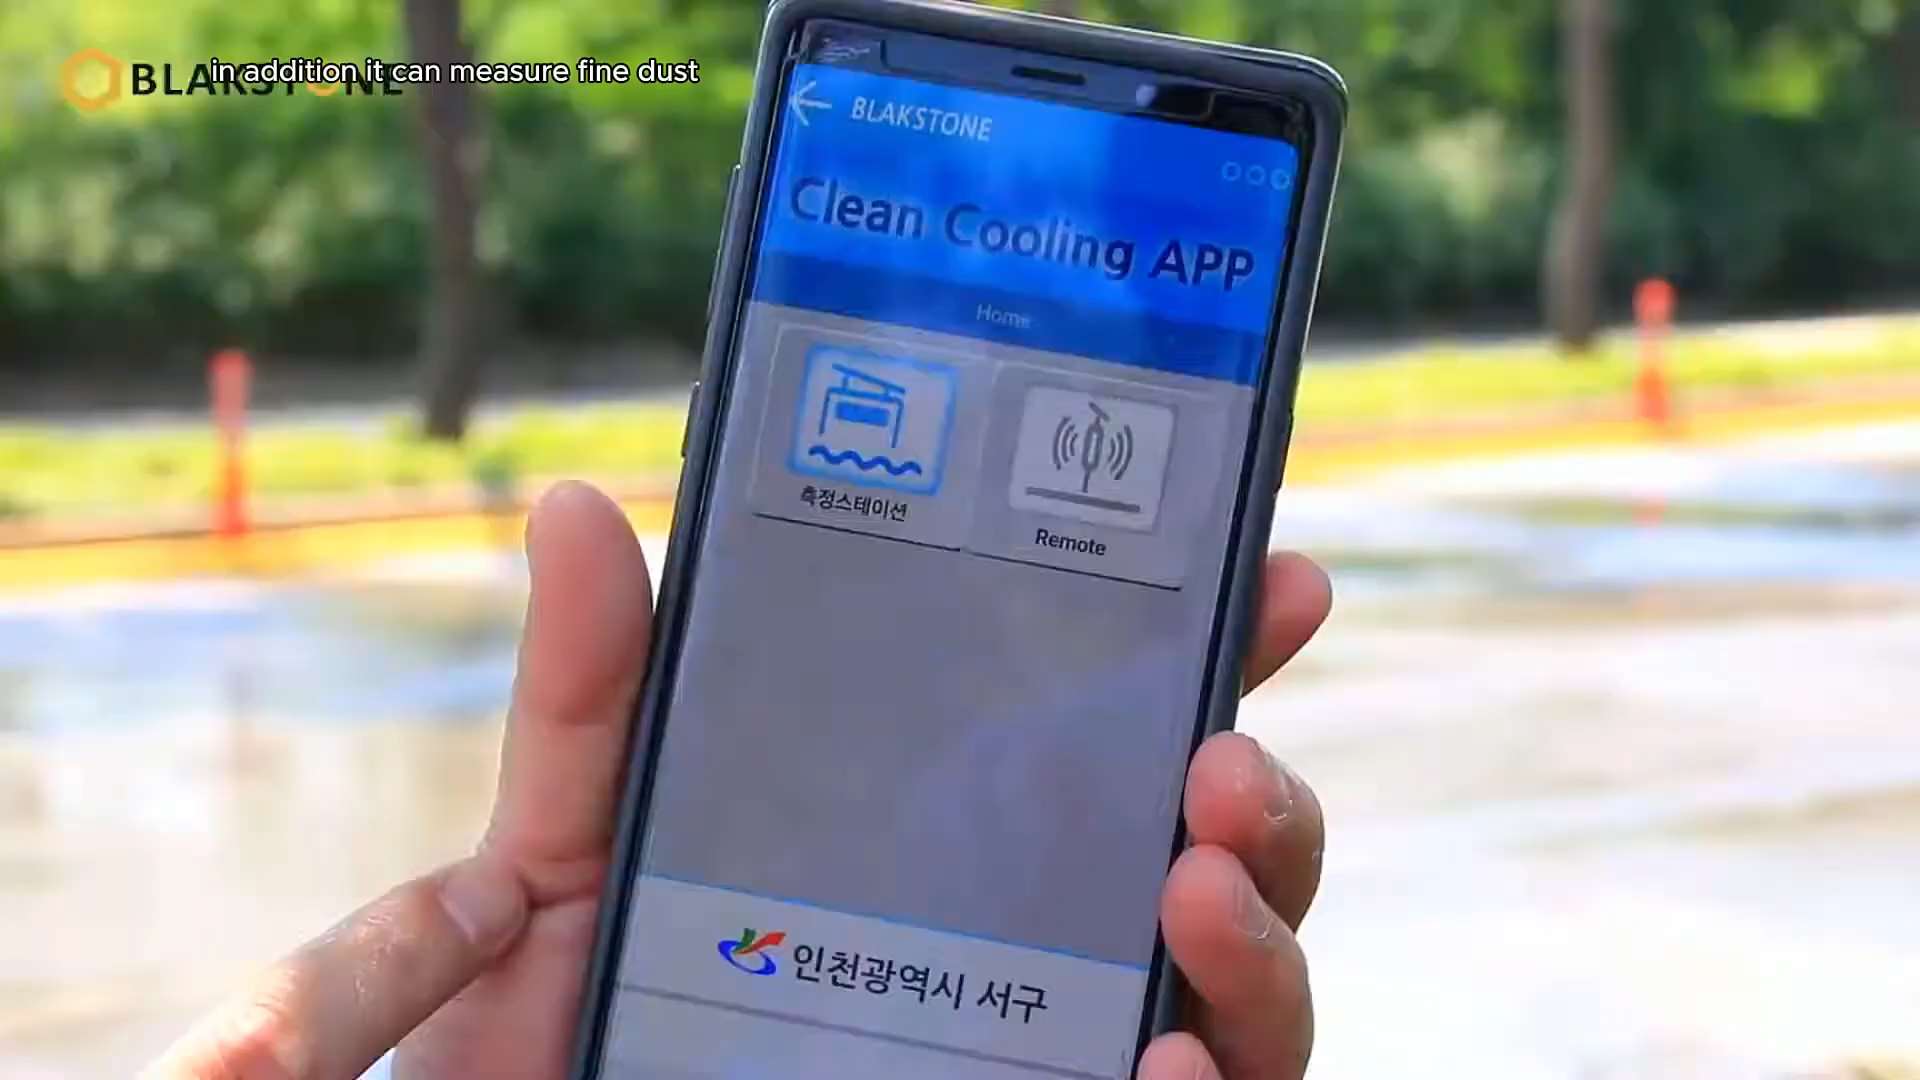 BLAKSTONE
in addition it can measure fine dust
BLAKSTONE
Clean Cooling APP
Home
측정스테이션
Remote
인천광역시 서구